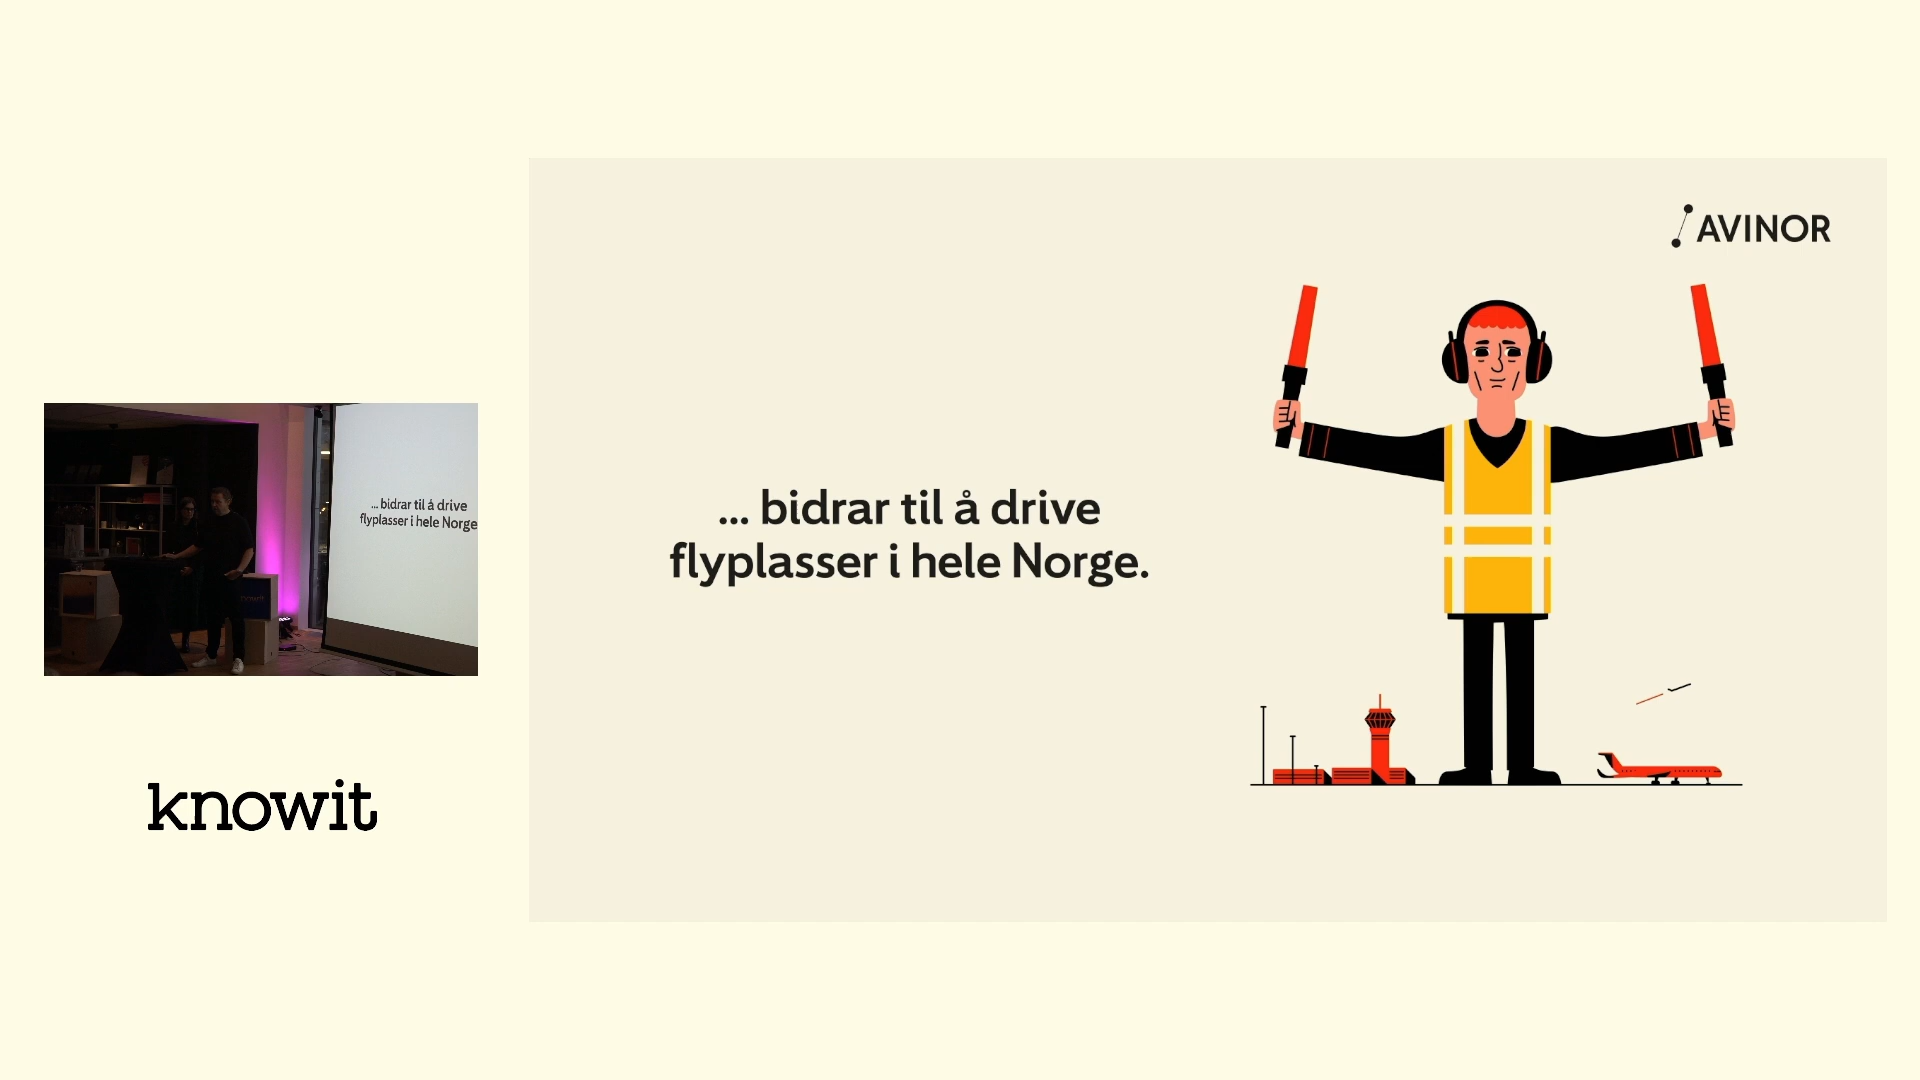 AVINOR
... bidrar til å drive
flyplasser i hele Norge.
... bidrar til å drive
flyplasser i hele Norge
knowit